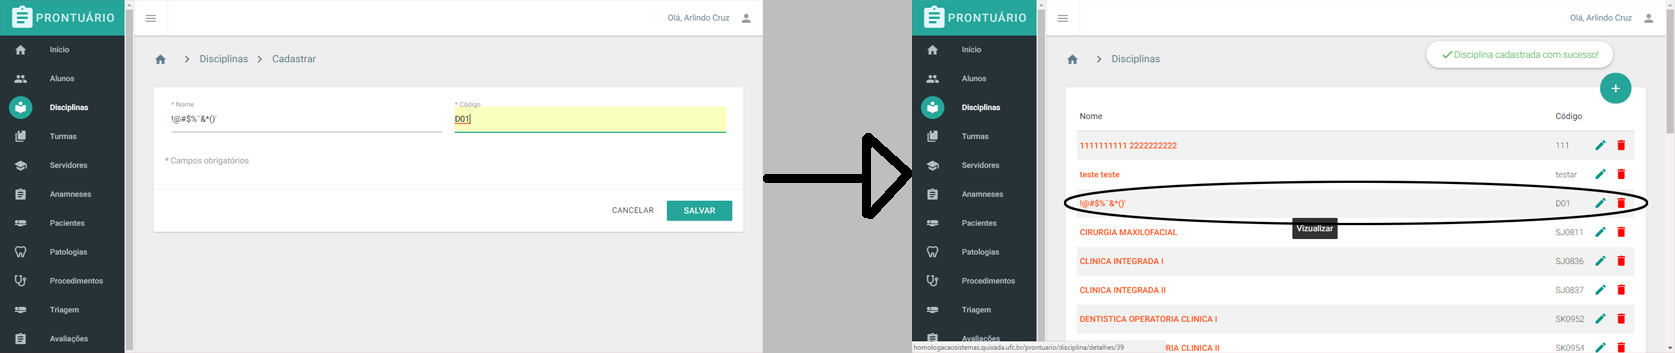 PRONTUÁRIO
Olá, Arlindo Cruz
Início
Alunos
Disciplinas
Turmas
Servidores
Anamneses
Pacientes
Patologias
Procedimentos
Triagem
Avaliações
Disciplinas
Cadastrar
* Nome
* Código
!@#$%¨&*()'
D01
* Campos obrigatórios
CANCELAR
SALVAR
PRONTUÁRIO
Olá, Arlindo Cruz
Início
Alunos
Disciplinas
Turmas
Servidores
Anamneses
Pacientes
Patologias
Procedimentos
Triagem
Avaliações
Disciplinas
Disciplina cadastrada com sucesso!
+
Nome Código
1111111111 2222222222 111
teste teste testar
!@#$%¨&*()' D01
Vizualizar
CIRURGIA MAXILOFACIAL SJ0811
CLINICA INTEGRADA I SJ0836
CLINICA INTEGRADA II SJ0837
DENTISTICA OPERATORIA CLINICA I SK0952
ORIA CLINICA II SK0954
homologacaosistemas.quixada.ufc.br/prontuario/disciplina/detalhes/39